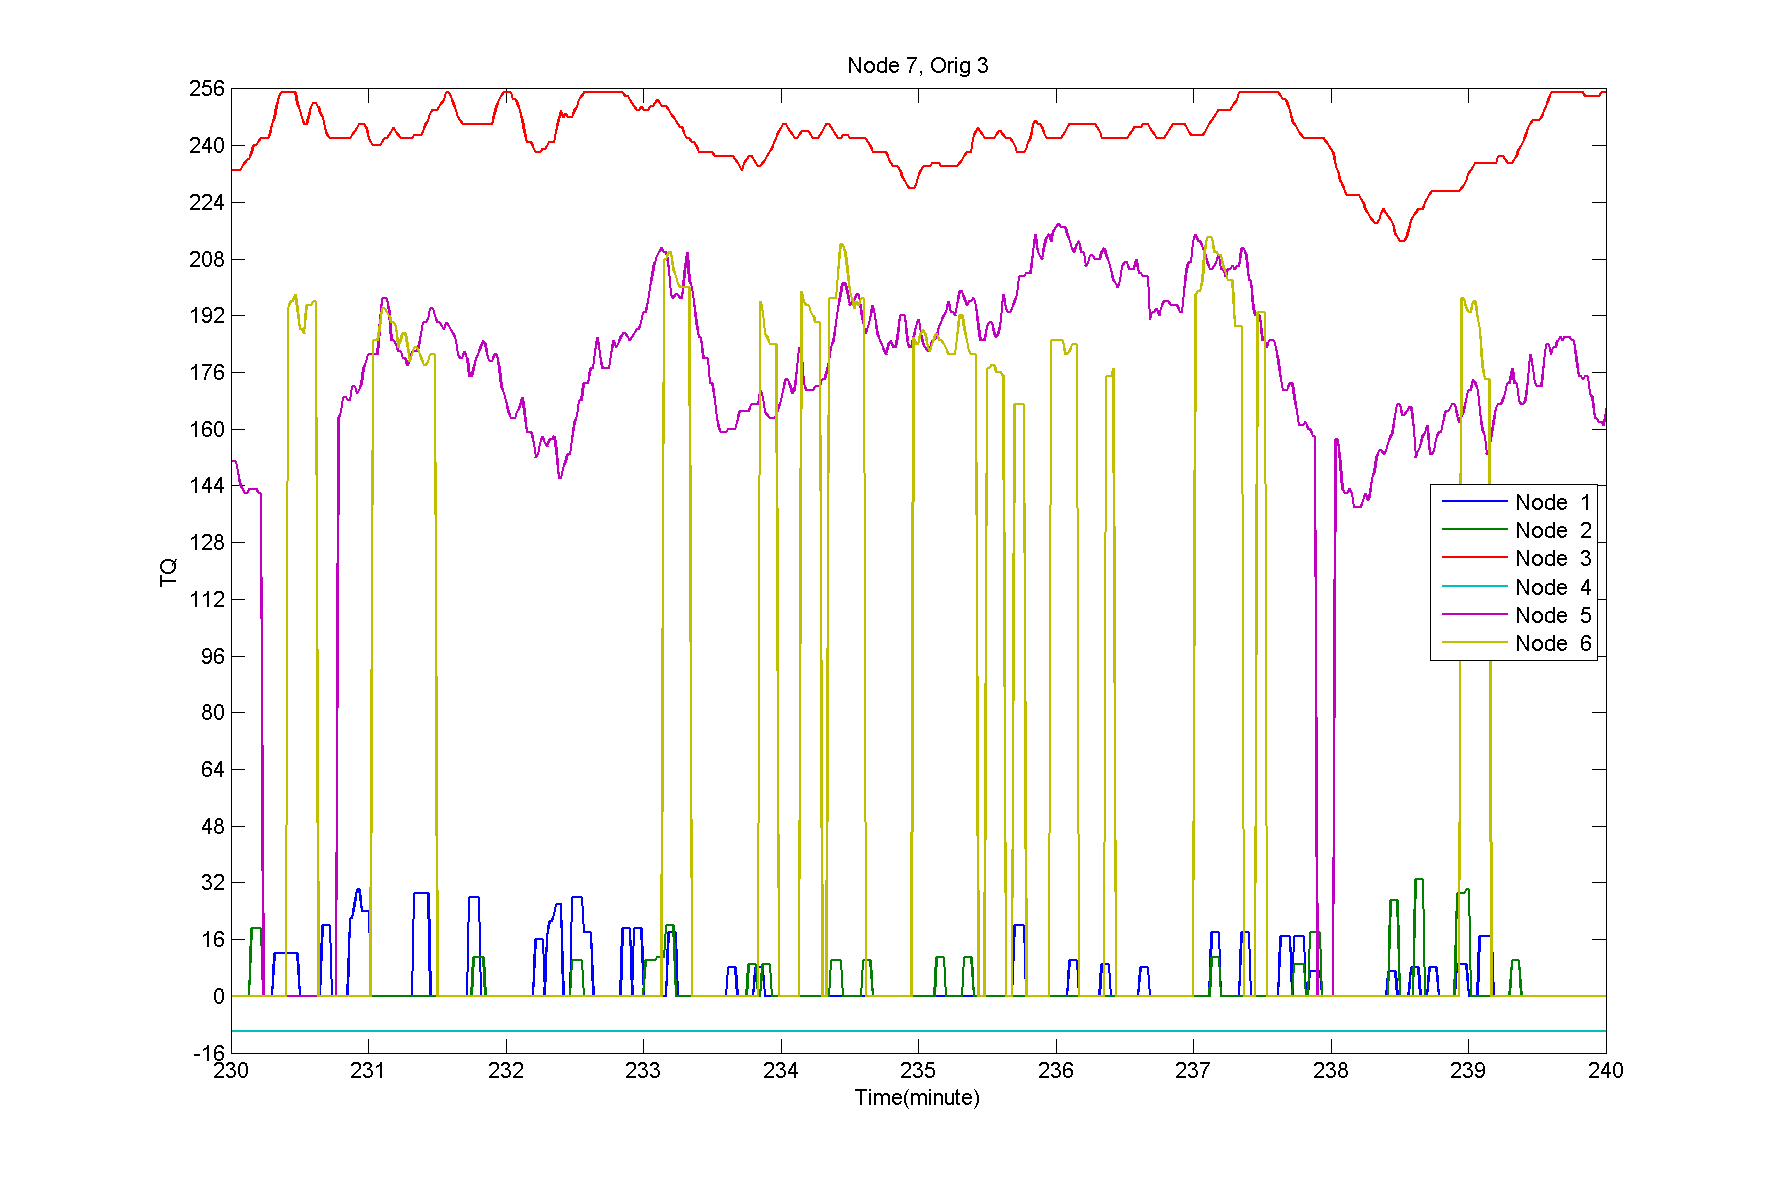 Node 7, Orig 3
256
240
224
208
192
176
160
144
128
112
96
80
64
48
32
16
0
-16
TQ
Node 1
Node 2
Node 3
Node 4
Node 5
Node 6
230 231 232 233 234 235 236 237 238 239 240
Time(minute)